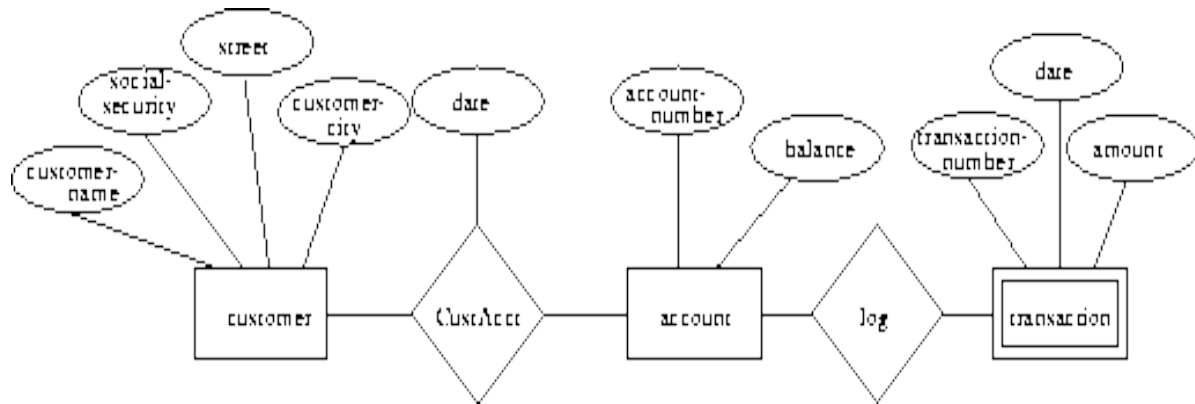 street
social-
security
customer-
city
customer-
name
date
account-
number
balance
date
transaction-
number
amount
customer
CustAcct
account
log
transaction